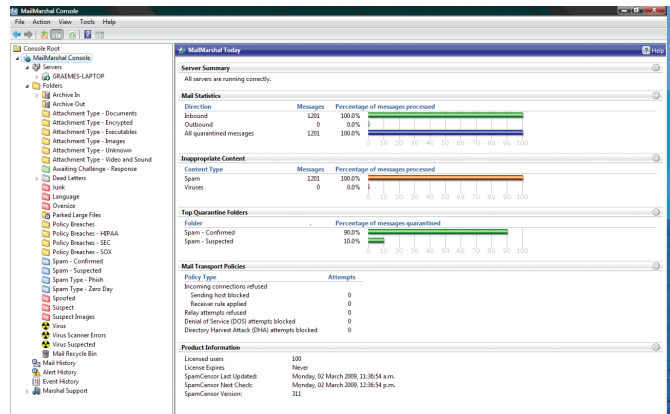 MailMarshal Console
File Action View Tools Help
Console Root
MailMarshal Console
Servers
GRAEMES-LAPTOP
Folders
Archive In
Archive Out
Attachment Type - Documents
Attachment Type - Encrypted
Attachment Type - Executables
Attachment Type - Images
Attachment Type - Unknown
Attachment Type - Video and Sound
Awaiting Challenge - Response
Dead Letters
Junk
Language
Oversize
Parked Large Files
Policy Breaches
Policy Breaches - HIPAA
Policy Breaches - SEC
Policy Breaches - SOX
Spam - Confirmed
Spam - Suspected
Spam Type - Phish
Spam Type - Zero Day
Spoofed
Suspect
Suspect Images
Virus
Virus Scanner Errors
Virus Suspected
Mail Recycle Bin
Mail History
Alert History
Event History
Marshal Support
MailMarshal Today Help
Server Summary
All servers are running correctly.
Mail Statistics
Direction Messages Percentage of messages processed
Inbound 1201 100.0%
Outbound 0 0.0%
All quarantined messages 1201 100.0%
0 10 20 30 40 50 60 70 80 90 100
Inappropriate Content
Content Type Messages Percentage of messages processed
Spam 1201 100.0%
Viruses 0 0.0%
0 10 20 30 40 50 60 70 80 90 100
Top Quarantine Folders
Folder . Percentage of messages quarantined
Spam - Confirmed 90.0%
Spam - Suspected 10.0%
0 10 20 30 40 50 60 70 80 90 100
Mail Transport Policies
Policy Type Attempts
Incoming connections refused
Sending host blocked 0
Receiver rule applied 0
Relay attempts refused 0
Denial of Service (DOS) attempts blocked 0
Directory Harvest Attack (DHA) attempts blocked 0
Product Information
Licensed users 100
License Expires Never
SpamCensor Last Updated: Monday, 02 March 2009, 11:36:54 a.m.
SpamCensor Next Check: Monday, 02 March 2009, 12:36:54 p.m.
SpamCensor Version: 311